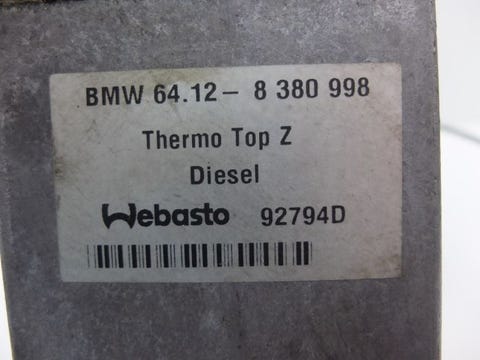 BMW 64.12 – 8 380 998
Thermo Top Z
Diesel
Webasto 92794D